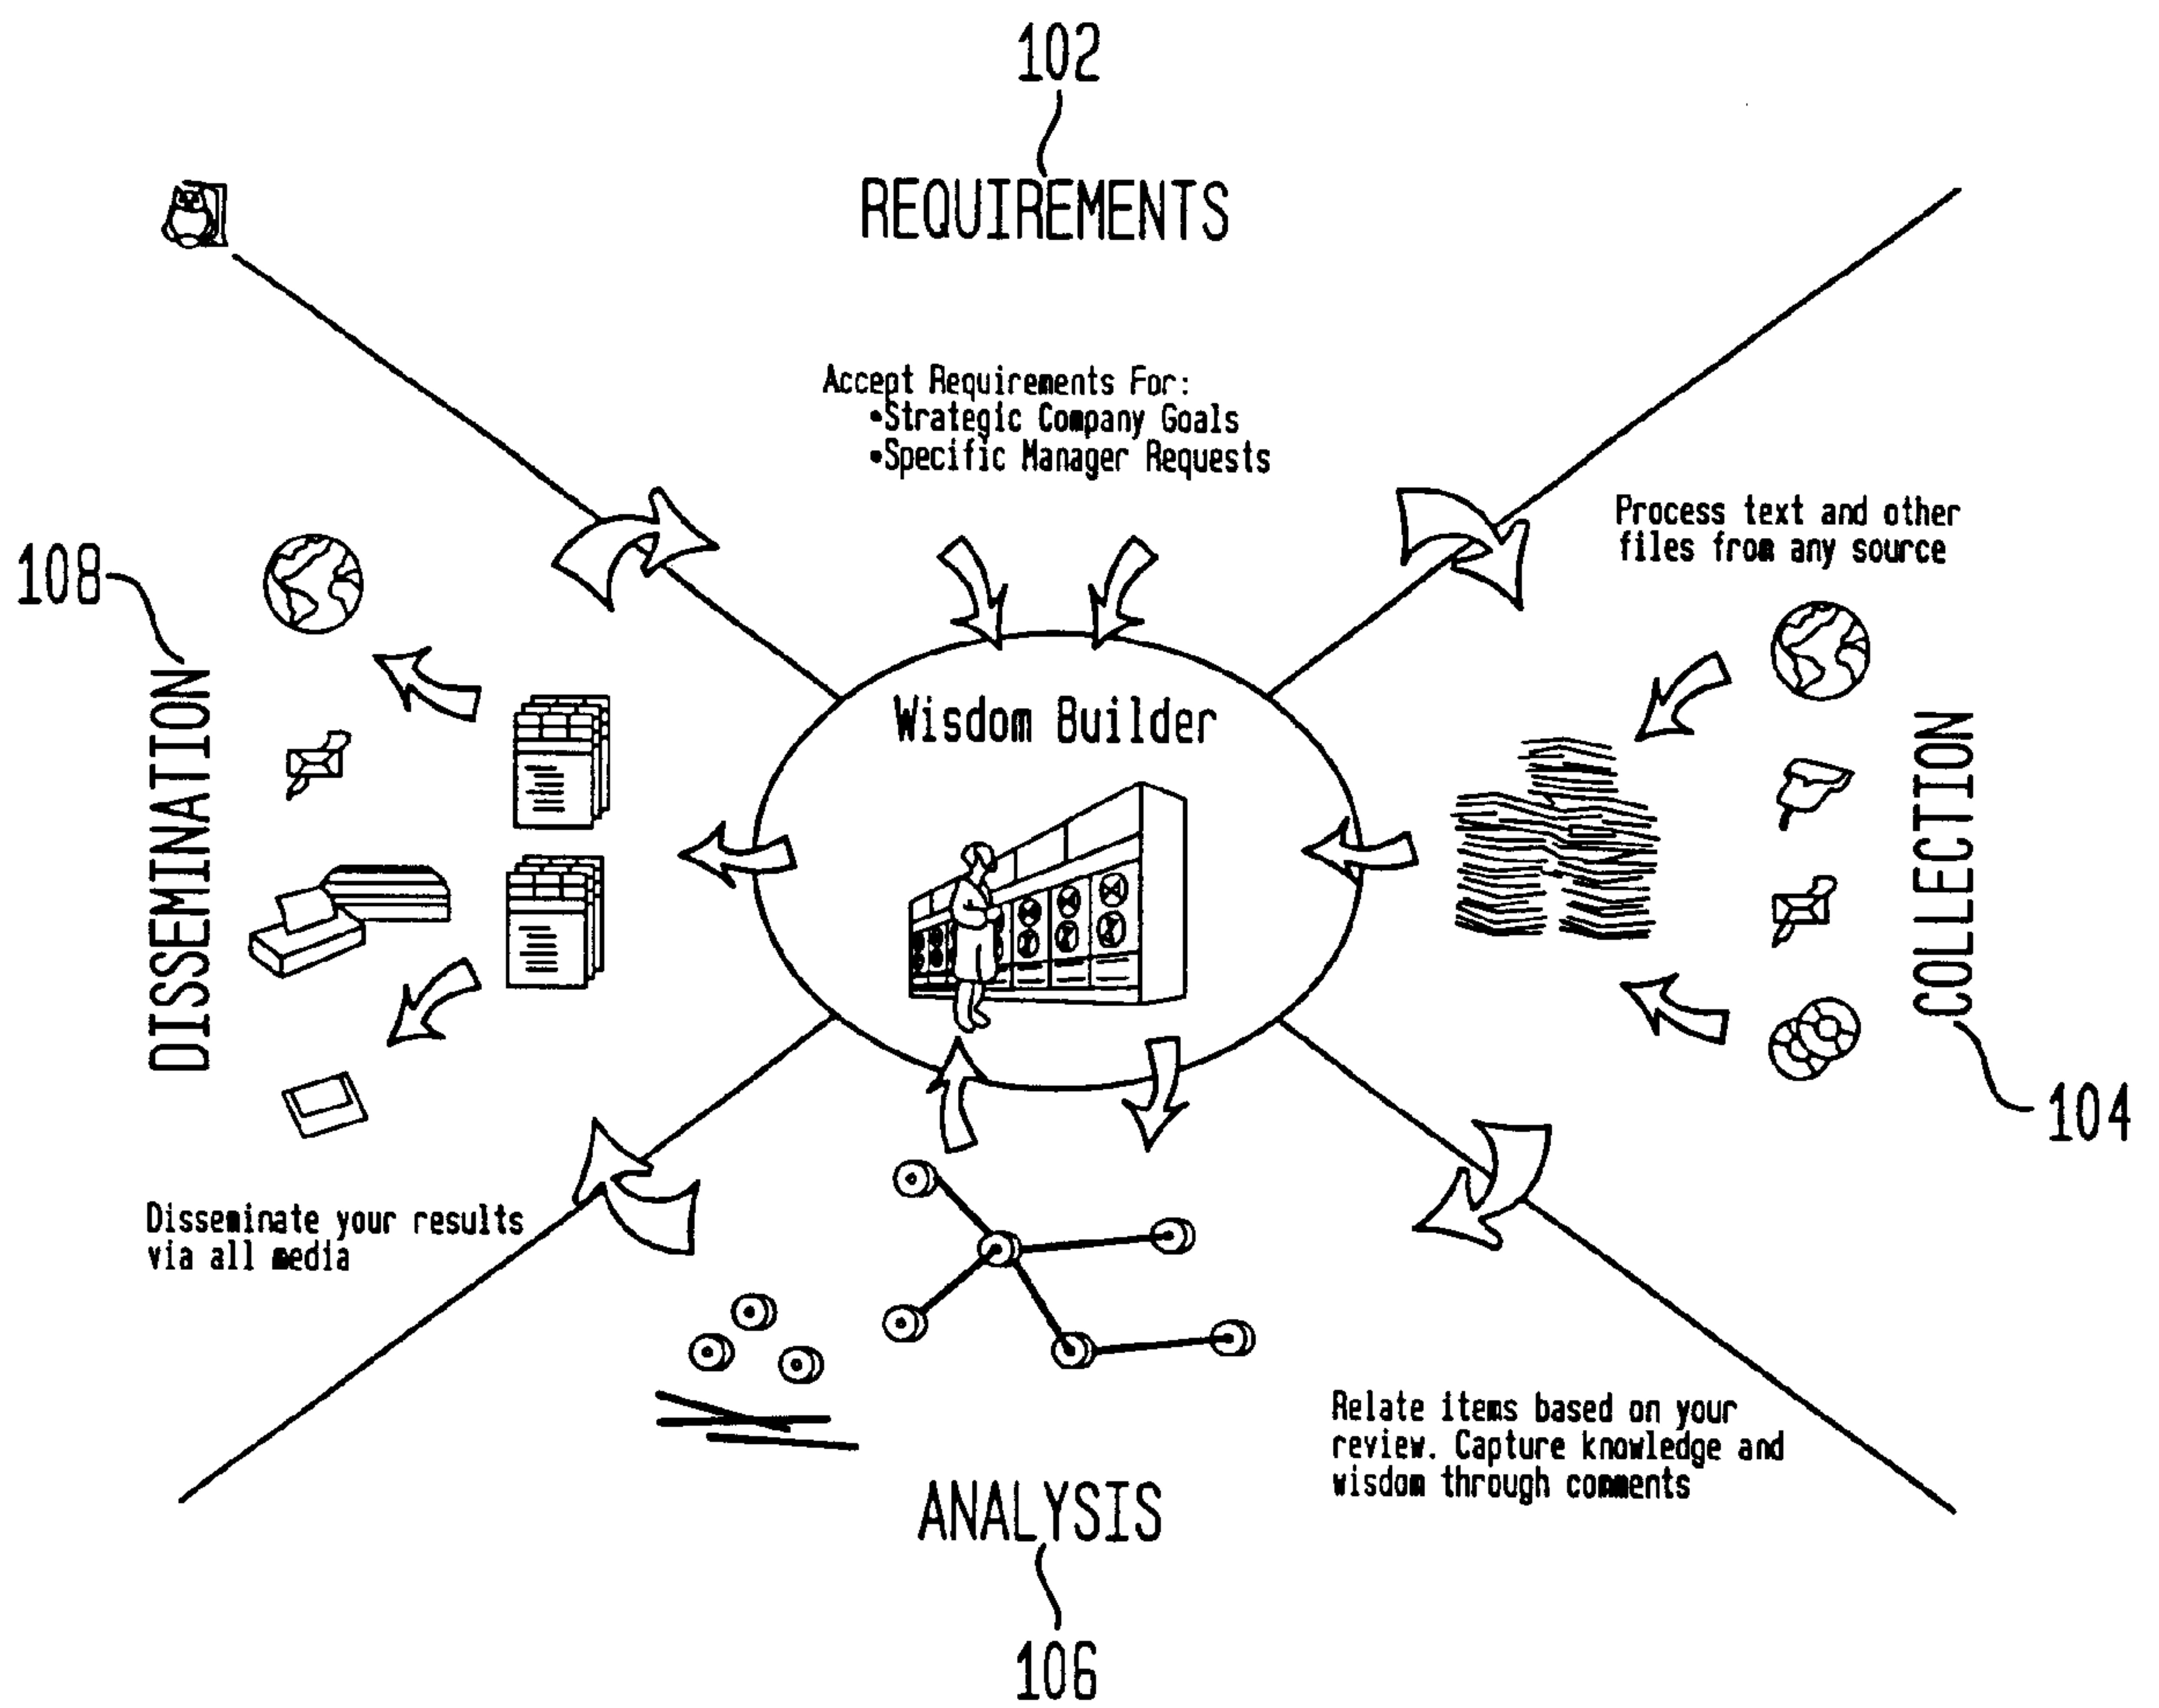 102
REQUIREMENTS
Accept Requirements For:
•Strategic Company Goals
•Specific Manager Requests
Process text and other
files from any source
108
DISSEMINATION
Wisdom Builder
COLLECTION
104
Disseminate your results
via all media
Relate items based on your
review. Capture knowledge and
wisdom through comments
ANALYSIS
106